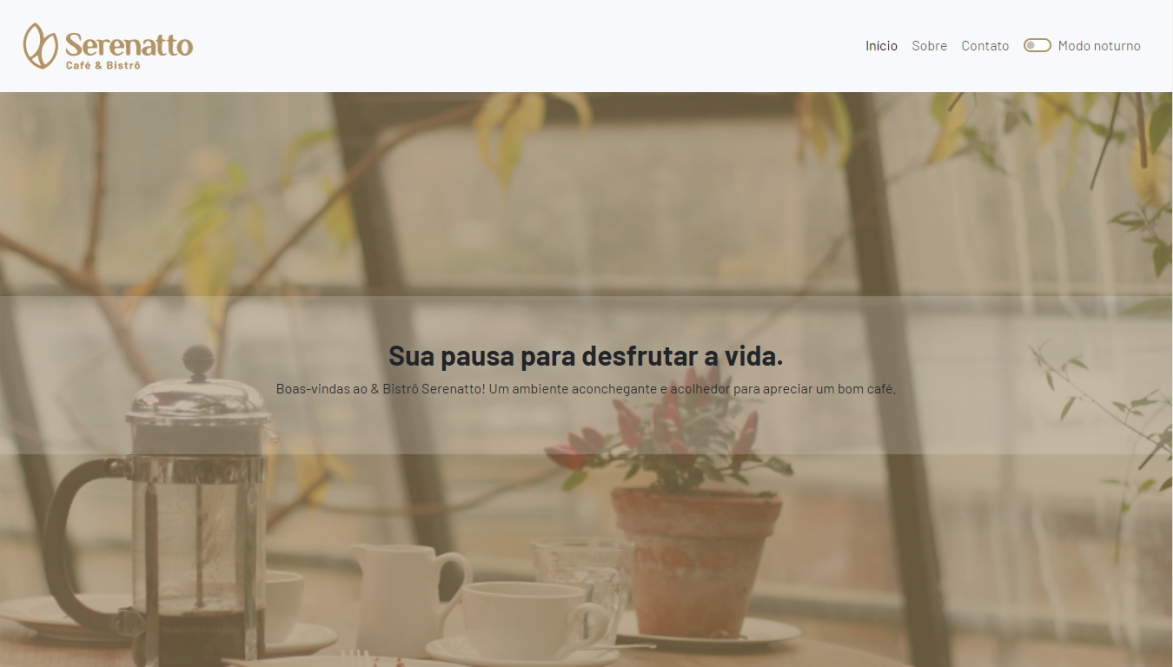 Serenatto
Café & Bistrô
Início Sobre Contato Modo noturno
Sua pausa para desfrutar a vida.
Boas-vindas ao & Bistrô Serenatto! Um ambiente aconchegante e acolhedor para apreciar um bom café.